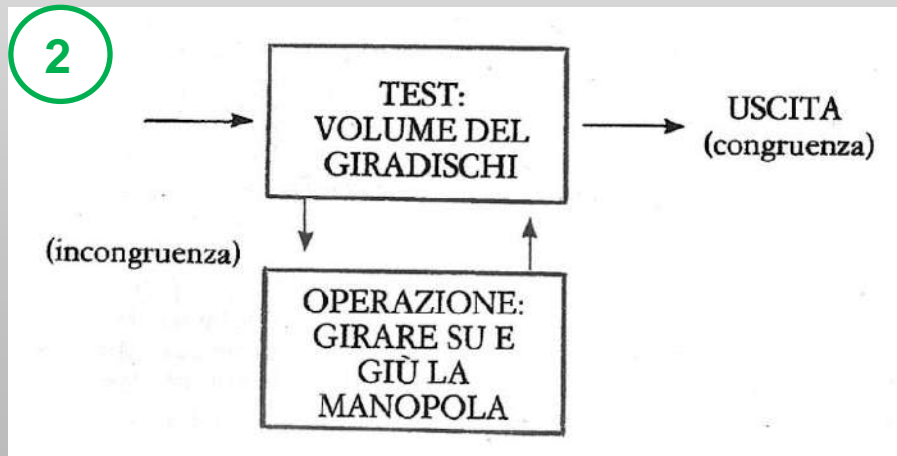 2
TEST:
VOLUME DEL
GIRADISCHI
USCITA
(congruenza)
(incongruenza)
OPERAZIONE:
GIRARE SU E
GIÙ LA
MANOPOLA